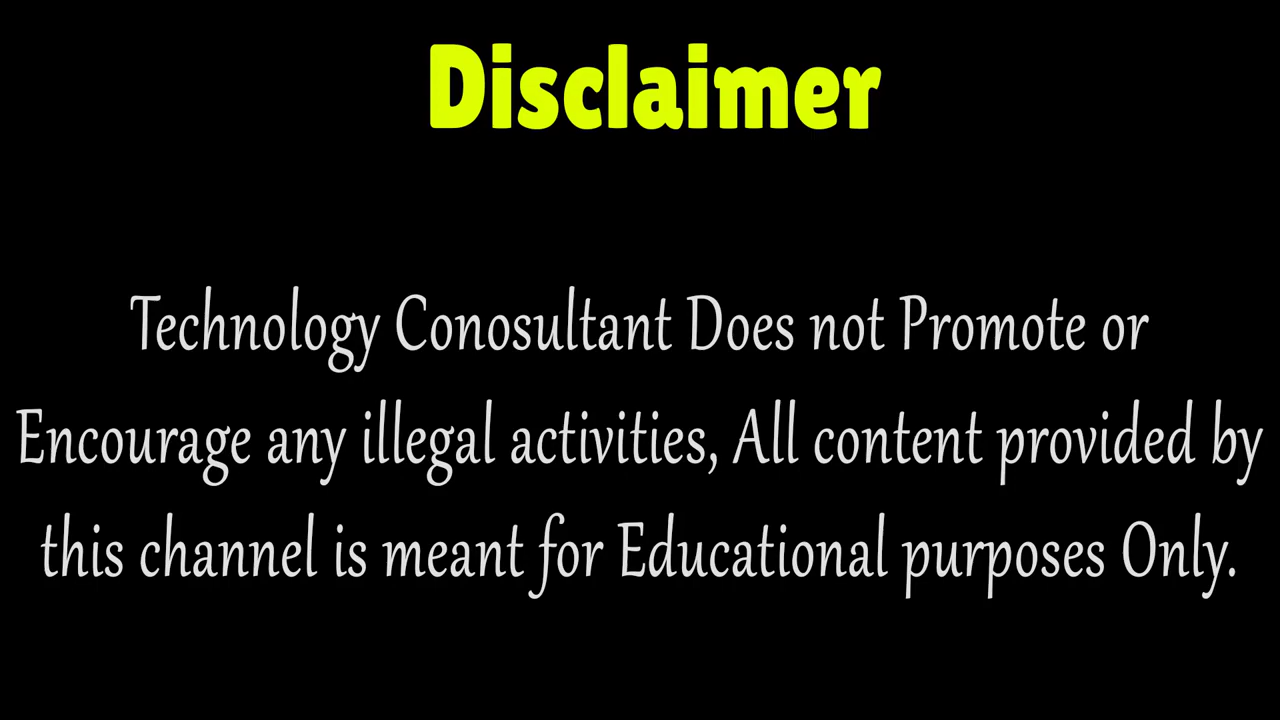 Disclaimer
Technology Conosultant Does not Promote or
Encourage any illegal activities, All content provided by
this channel is meant for Educational purposes Only.